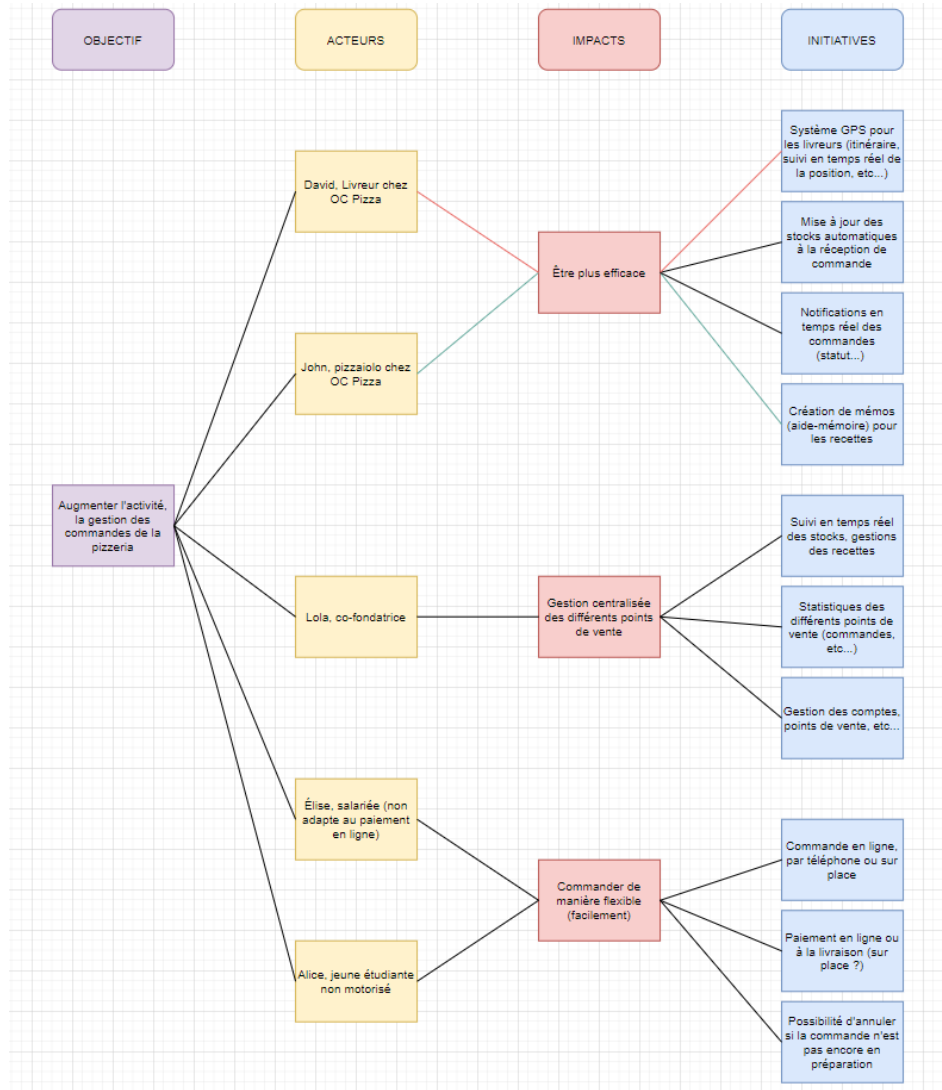 OBJECTIF
ACTEURS
IMPACTS
INITIATIVES
David, Livreur chez
OC Pizza
John, pizzaiolo chez
OC Pizza
Être plus efficace
Système GPS pour
les livreurs (itinéraire,
suivi en temps réel de
la position, etc...)
Mise à jour des
stocks automatiques
à la réception de
commande
Notifications en
temps réel des
commandes
(statut...)
Création de mémos
(aide-mémoire) pour
les recettes
Augmenter l'activité,
la gestion des
commandes de la
pizzeria
Lola, co-fondatrice
Gestion centralisée
des différents points
de vente
Suivi en temps réel
des stocks, gestions
des recettes
Statistiques des
différents points de
vente (commandes,
etc...)
Gestion des comptes,
points de vente, etc...
Élise, salariée (non
adapte au paiement
en ligne)
Alice, jeune étudiante
non motorisé
Commander de
manière flexible
(facilement)
Commande en ligne,
par téléphone ou sur
place
Paiement en ligne ou
à la livraison (sur
place ?)
Possibilité d'annuler
si la commande n'est
pas encore en
préparation